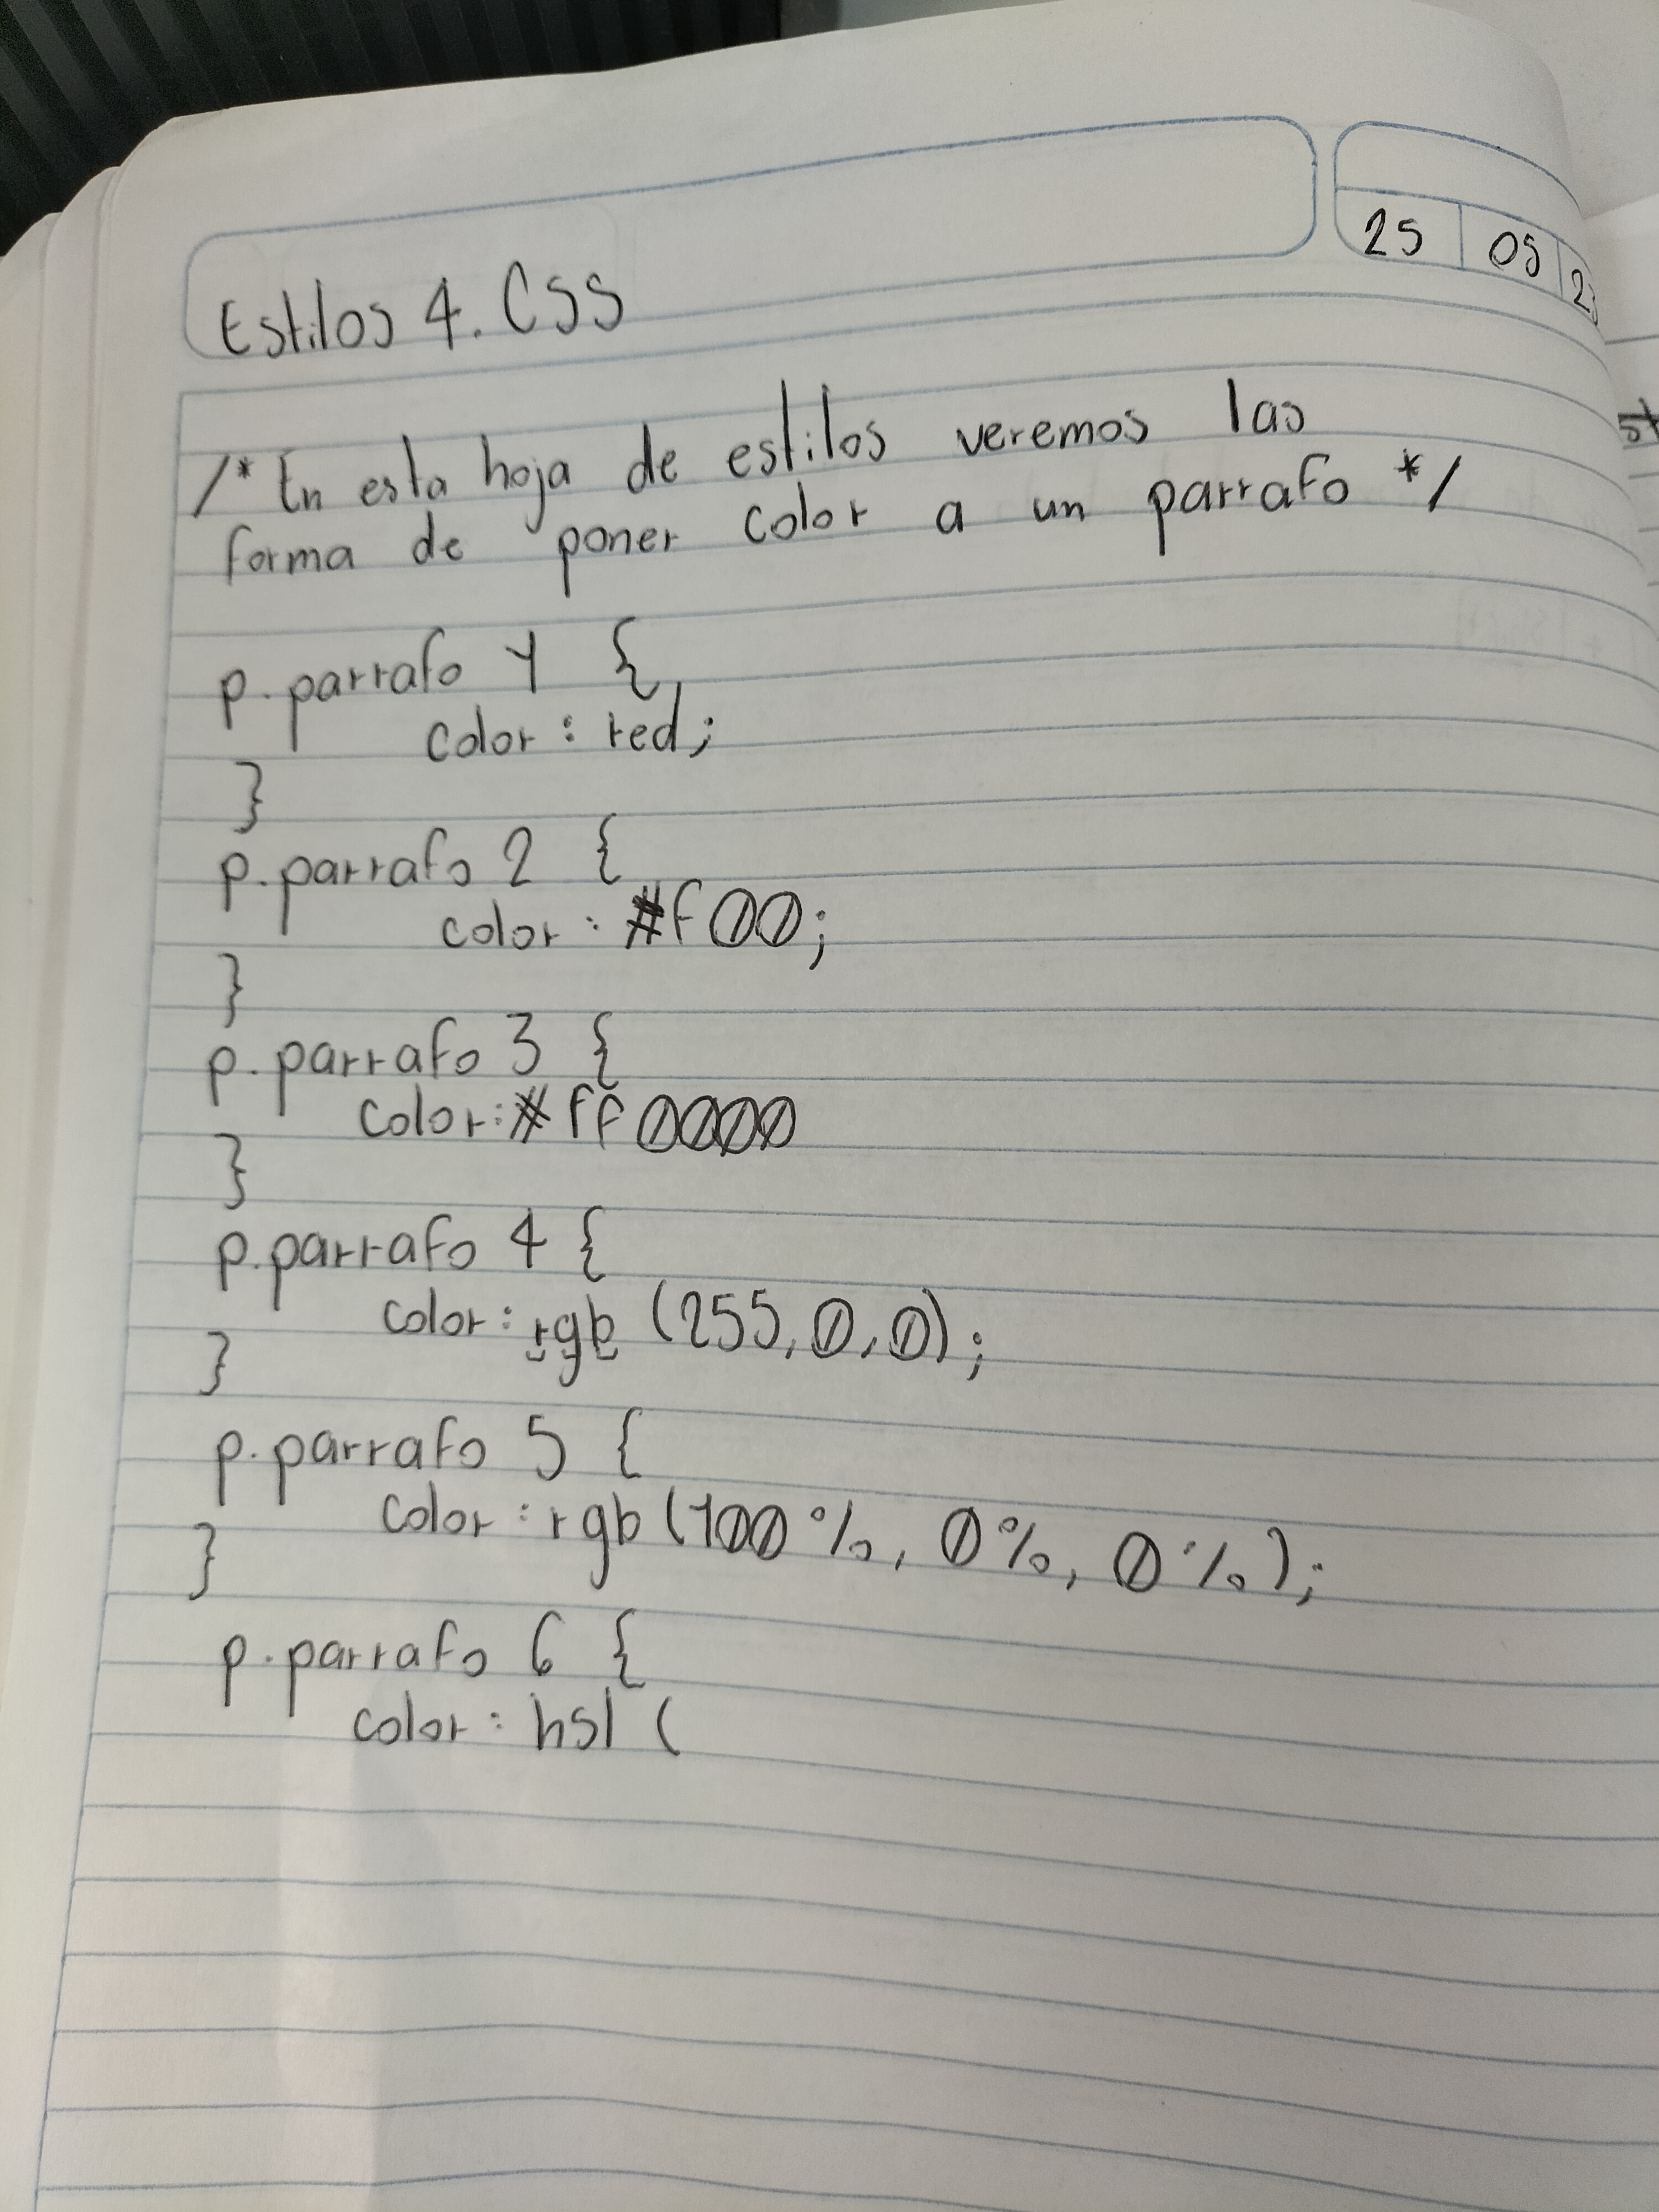 25 05 2
Estilos 4. CSS
/* En esta hoja de estilos veremos las
forma de poner color a un parrafo */
p.parrafo 1 {
color: red;
}
p.parrafo 2 {
color: #f00;
}
p.parrafo 3 {
color:#ff0000
}
p.parrafo 4 {
color: rgb (255,0,0);
}
p.parrafo 5 {
color: rgb (100%, 0%, 0%);
}
p.parrafo 6 {
color: hsl (